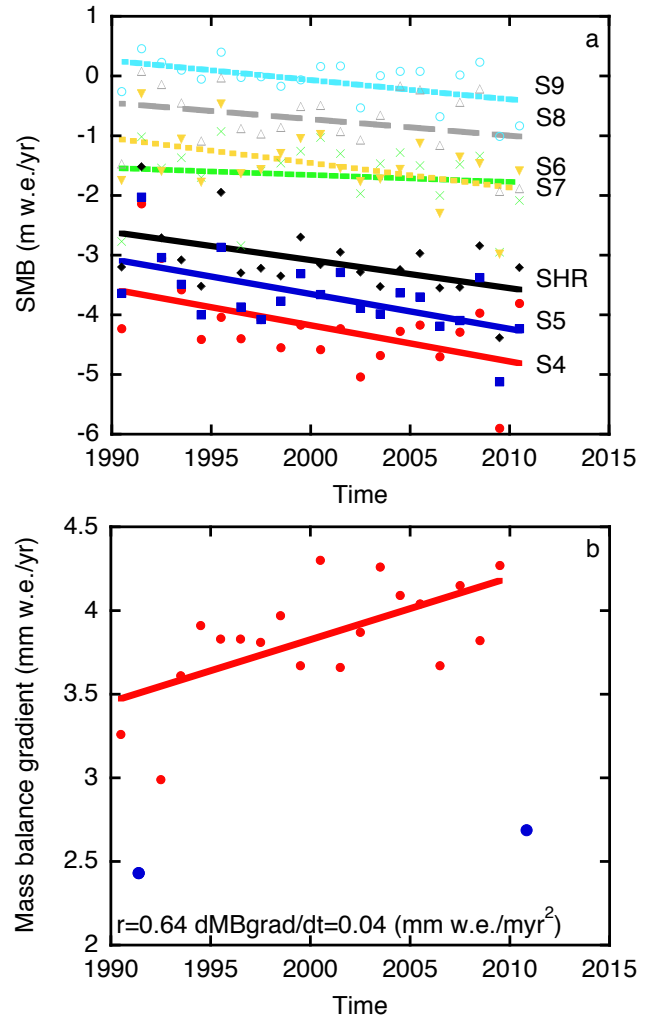 a
1
0
-1
-2
-3
-4
-5
-6
SMB (m w.e./yr)
S9
S8
S6
S7
SHR
S5
S4
1990 1995 2000 2005 2010 2015
Time
b
4.5
4
3.5
3
2.5
2
Mass balance gradient (mm w.e./yr)
r=0.64 dMBgrad/dt=0.04 (mm w.e./myr²)
1990 1995 2000 2005 2010 2015
Time